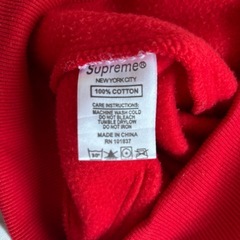 Supreme®
NEW YORK CITY
100% COTTON
CARE INSTRUCTIONS:
MACHINE WASH COLD
DO NOT BLEACH
TUMBLE DRY LOW
DO NOT IRON
MADE IN CHINA
RN 101837